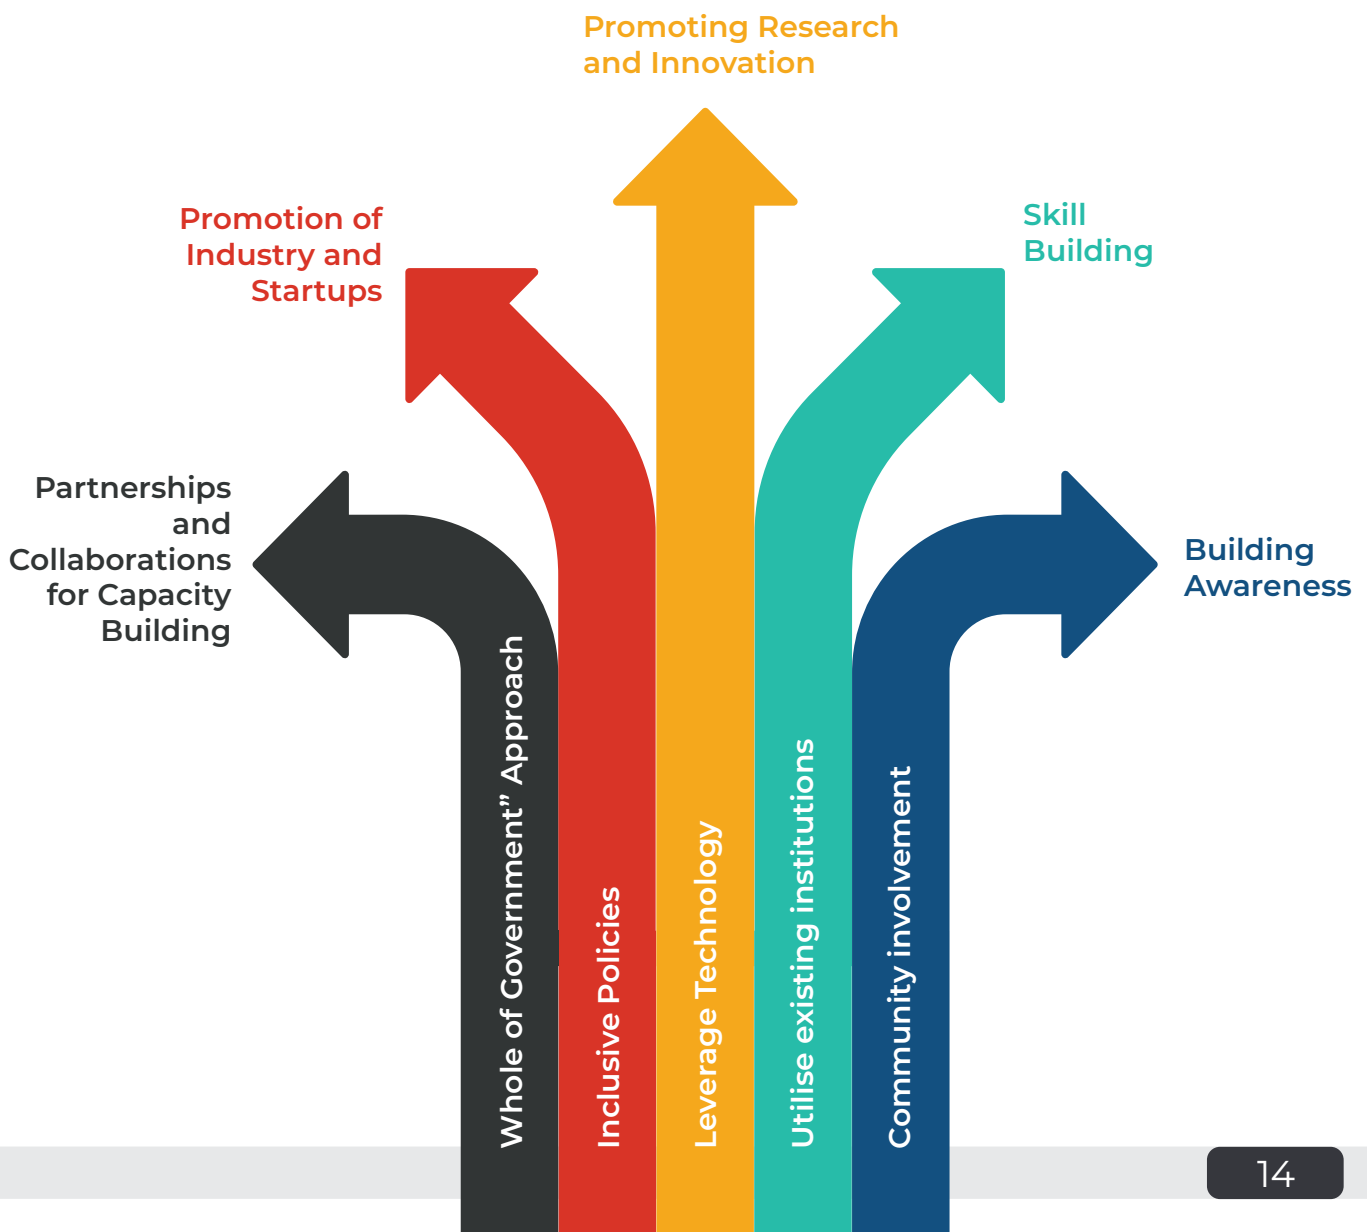 Promoting Research
and Innovation
Promotion of
Industry and
Startups
Skill
Building
Partnerships
and
Collaborations
for Capacity
Building
Building
Awareness
Whole of Government” Approach
Inclusive Policies
Leverage Technology
Utilise existing institutions
Community involvement
14